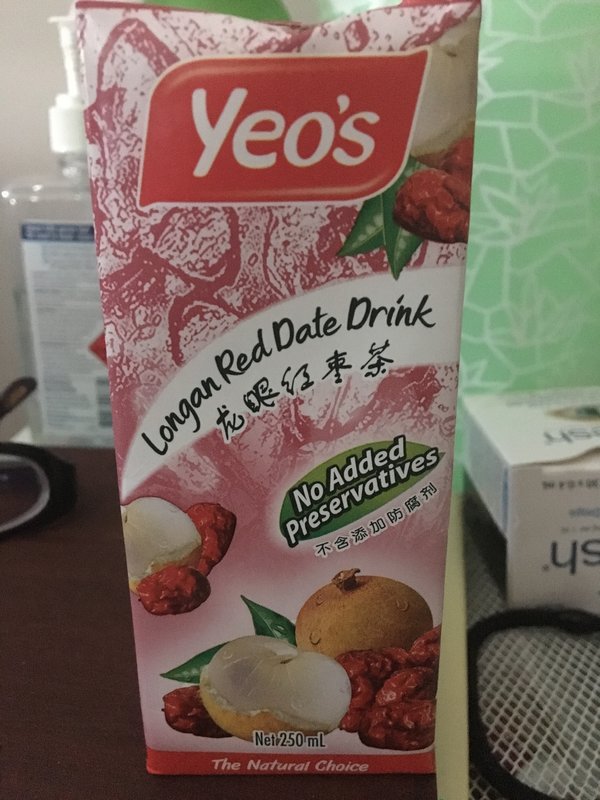 Yeo's
Longan Red Date Drink
龙眼红枣茶
No Added
Preservatives
不含添加防腐剂
Net 250 mL
The Natural Choice